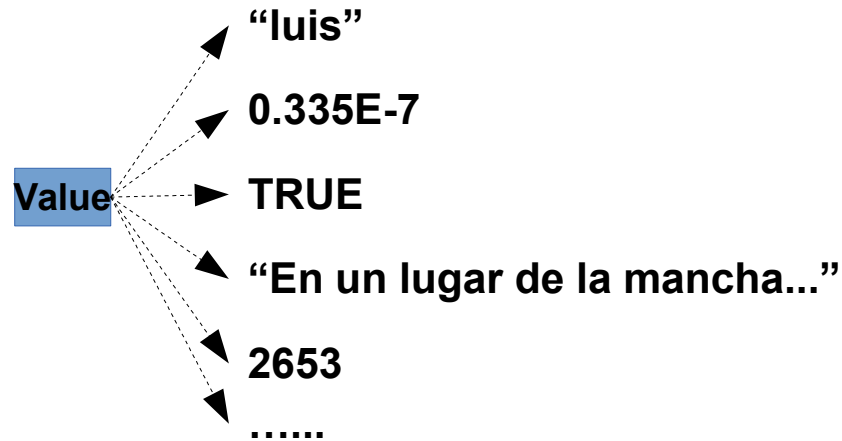 “luis”
0.335E-7
TRUE
Value
“En un lugar de la mancha...”
2653
…...